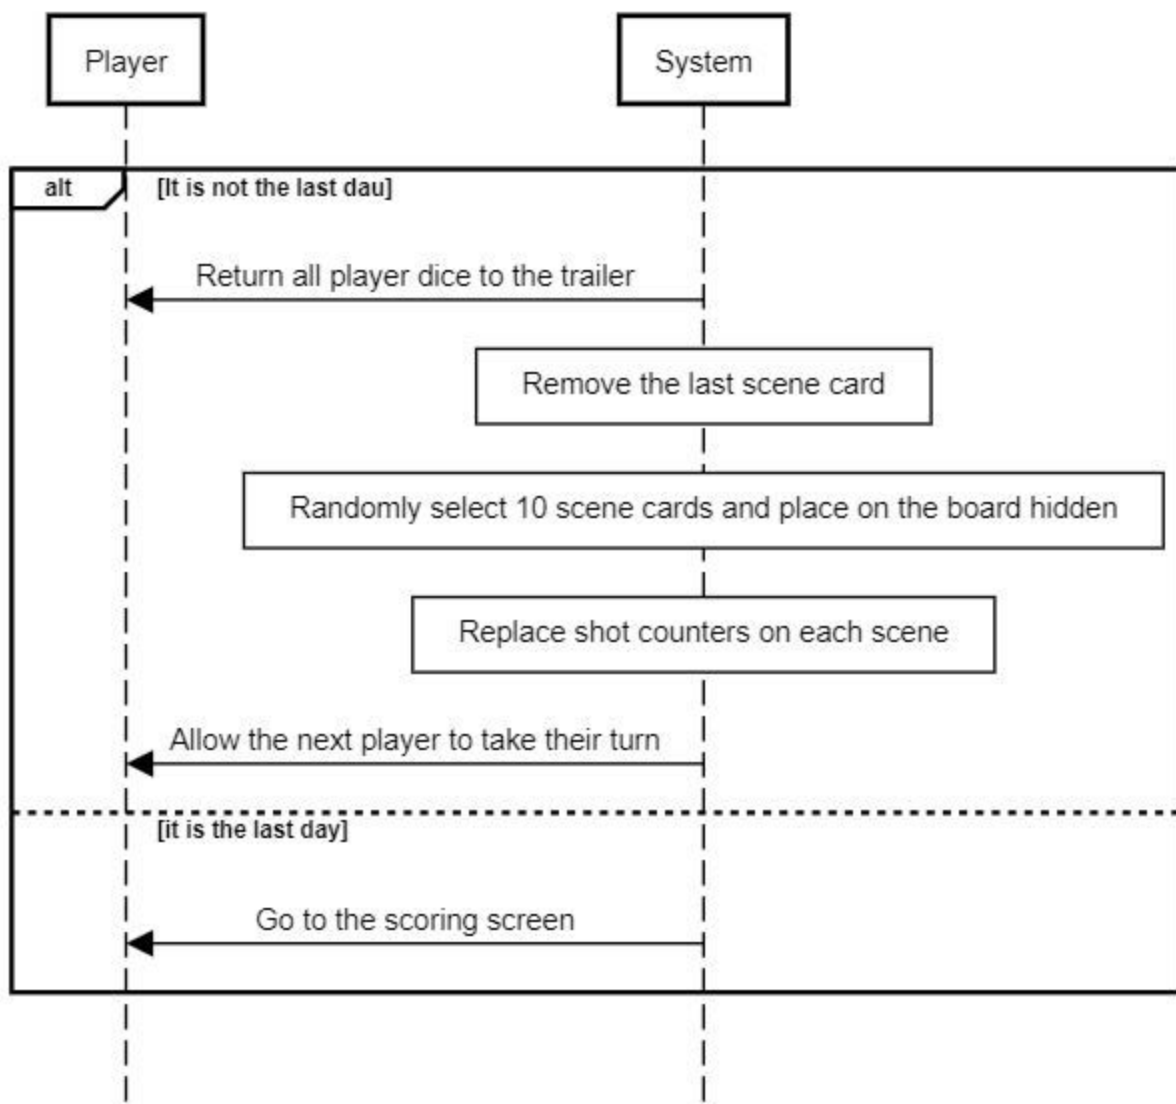 Player
System
alt
[It is not the last dau]
Return all player dice to the trailer
Remove the last scene card
Randomly select 10 scene cards and place on the board hidden
Replace shot counters on each scene
Allow the next player to take their turn
[it is the last day]
Go to the scoring screen